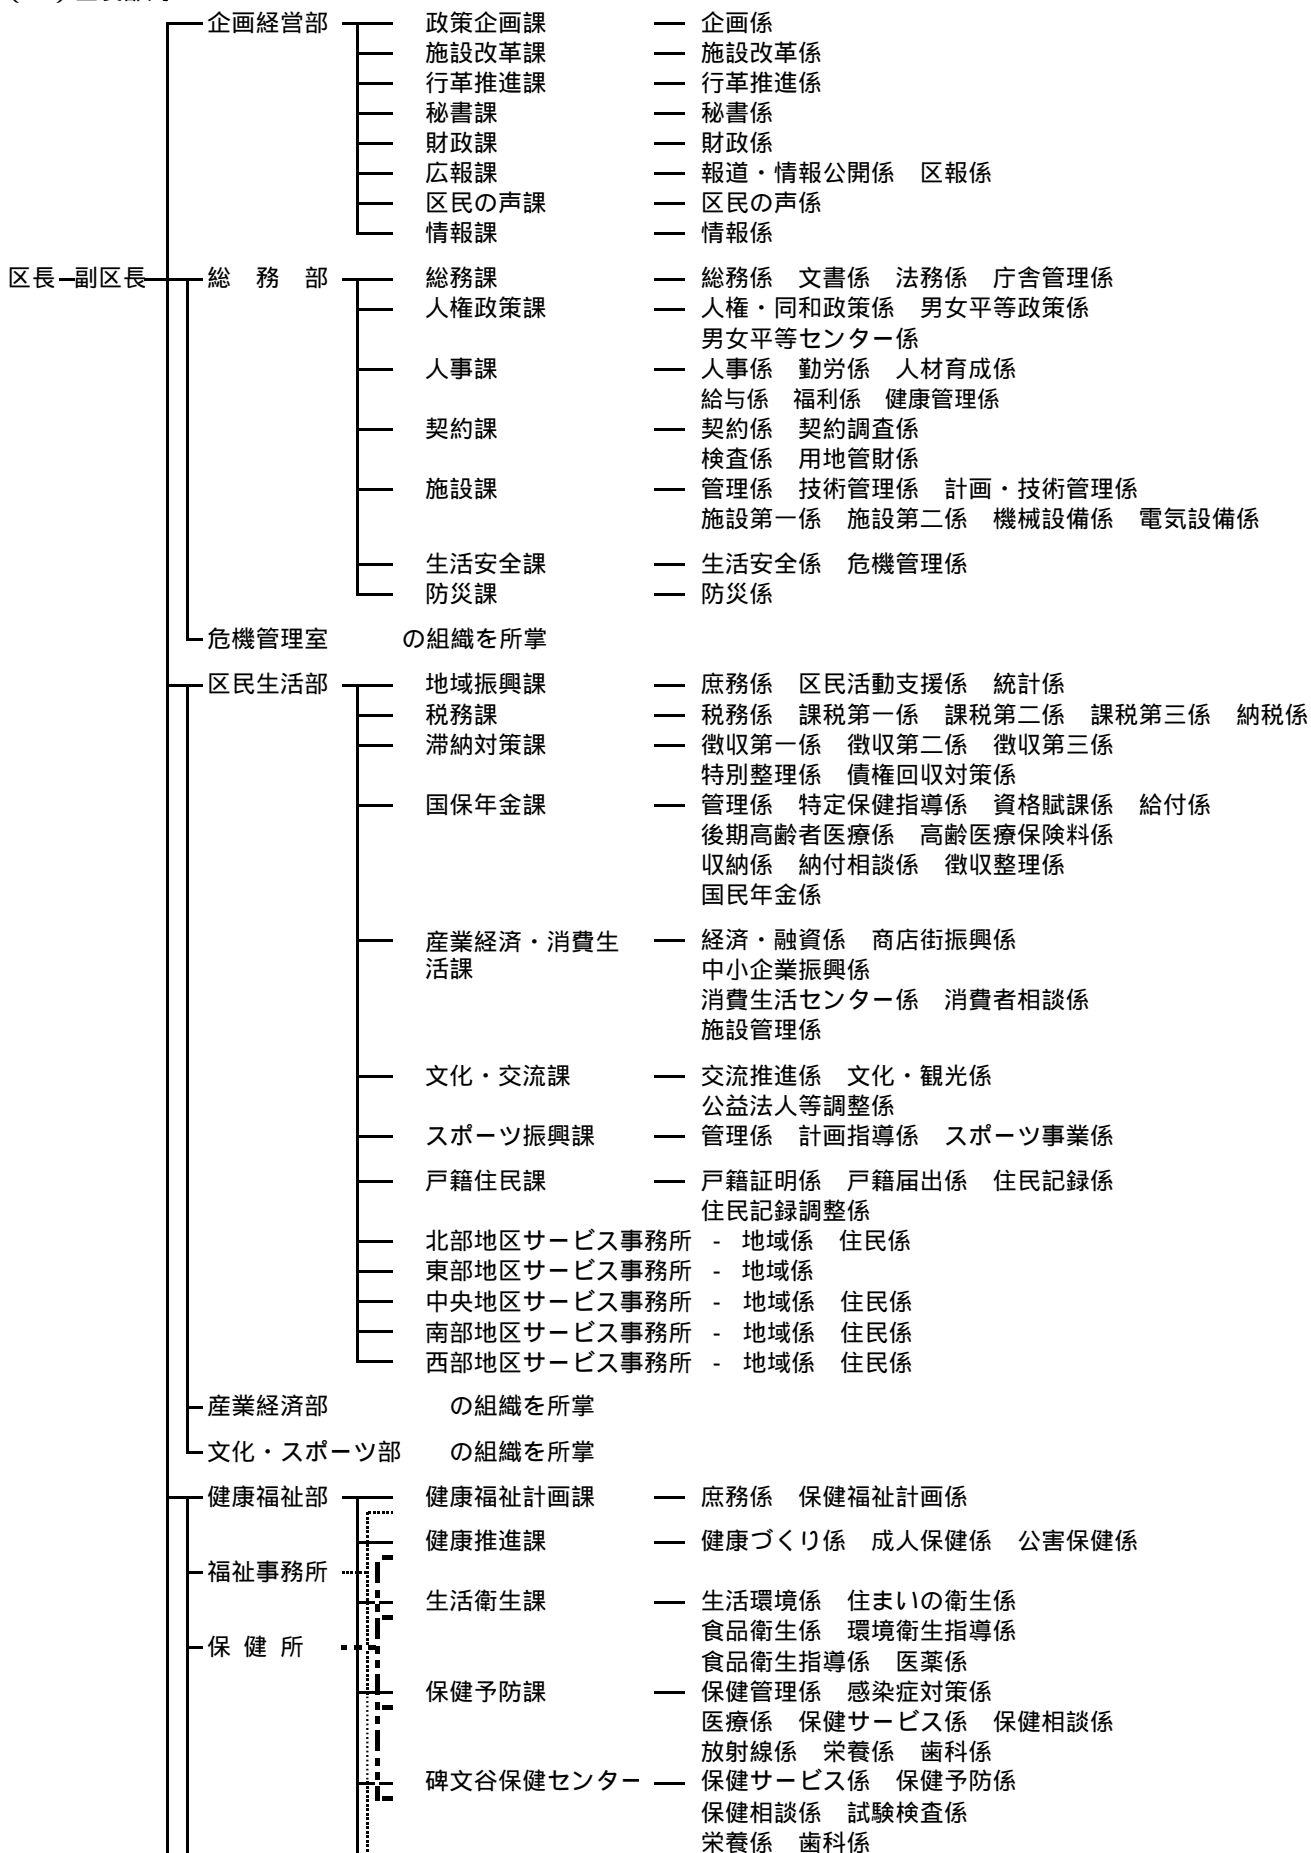 企画経営部 政策企画課 ― 企画係
施設改革課 ― 施設改革係
行革推進課 ― 行革推進係
秘書課 ― 秘書係
財政課 ― 財政係
広報課 ― 報道・情報公開係 区報係
区民の声課 ― 区民の声係
情報課 ― 情報係
区長 副区長 総 務 部 総務課 ― 総務係 文書係 法務係 庁舎管理係
人権政策課 ― 人権・同和政策係 男女平等政策係
男女平等センター係
人事課 ― 人事係 勤労係 人材育成係
給与係 福利係 健康管理係
契約課 ― 契約係 契約調査係
検査係 用地管財係
施設課 ― 管理係 技術管理係 計画・技術管理係
施設第一係 施設第二係 機械設備係 電気設備係
生活安全課 ― 生活安全係 危機管理係
防災課 ― 防災係
危機管理室 の組織を所掌
区民生活部 地域振興課 ― 庶務係 区民活動支援係 統計係
税務課 ― 税務係 課税第一係 課税第二係 課税第三係 納税係
滞納対策課 ― 徴収第一係 徴収第二係 徴収第三係
特別整理係 債権回収対策係
国保年金課 ― 管理係 特定保健指導係 資格賦課係 給付係
後期高齢者医療係 高齢医療保険料係
収納係 納付相談係 徴収整理係
国民年金係
産業経済・消費生 ― 経済・融資係 商店街振興係
活課 中小企業振興係
消費生活センター係 消費者相談係
施設管理係
文化・交流課 ― 交流推進係 文化・観光係
公益法人等調整係
スポーツ振興課 ― 管理係 計画指導係 スポーツ事業係
戸籍住民課 ― 戸籍証明係 戸籍届出係 住民記録係
住民記録調整係
北部地区サービス事務所 - 地域係 住民係
東部地区サービス事務所 - 地域係
中央地区サービス事務所 - 地域係 住民係
南部地区サービス事務所 - 地域係 住民係
西部地区サービス事務所 - 地域係 住民係
産業経済部 の組織を所掌
文化・スポーツ部 の組織を所掌
健康福祉部 健康福祉計画課 ― 庶務係 保健福祉計画係
健康推進課 ― 健康づくり係 成人保健係 公害保健係
福祉事務所
生活衛生課 ― 生活環境係 住まいの衛生係
食品衛生係 環境衛生指導係
保 健 所
食品衛生指導係 医薬係
保健予防課 ― 保健管理係 感染症対策係
医療係 保健サービス係 保健相談係
放射線係 栄養係 歯科係
碑文谷保健センター ― 保健サービス係 保健予防係
保健相談係 試験検査係
栄養係 歯科係